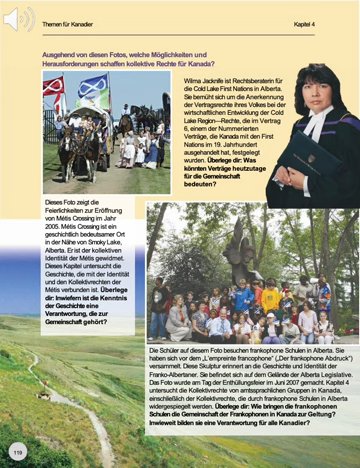 Themen für Kanadier
Kapitel 4
Ausgehend von diesen Fotos, welche Möglichkeiten und
Herausforderungen schaffen kollektive Rechte für Kanada?
Wilma Jacknife ist Rechtsberaterin für
die Cold Lake First Nations in Alberta.
Sie bemüht sich um die Anerkennung
der Vertragsrechte ihres Volkes bei der
wirtschaftlichen Entwicklung der Cold
Lake Region—Rechte, die im Vertrag
6, einem der Nummerierten
Verträge, die Kanada mit den First
Nations im 19. Jahrhundert
ausgehandelt hat, festgelegt
wurden. Überlege dir: Was
könnten Verträge heutzutage
für die Gemeinschaft
bedeuten?
Dieses Foto zeigt die
Feierlichkeiten zur Eröffnung
von Métis Crossing im Jahr
2005. Métis Crossing ist ein
geschichtlich bedeutsamer Ort
in der Nähe von Smoky Lake,
Alberta. Er ist der kollektiven
Identität der Métis gewidmet.
Dieses Kapitel untersucht die
Geschichte, die mit der Identität
und den Kollektivrechten der
Métis verbunden ist. Überlege
dir: Inwiefern ist die Kenntnis
der Geschichte eine
Verantwortung, die zur
Gemeinschaft gehört?
Die Schüler auf diesem Foto besuchen frankophone Schulen in Alberta. Sie
haben sich vor dem „L'empreinte francophone" („Der frankophone Abdruck")
versammelt. Diese Skulptur erinnert an die Geschichte und Identität der
Franko-Albertaner. Sie befindet sich auf dem Gelände der Alberta Legislative.
Das Foto wurde am Tag der Enthüllungsfeier im Juni 2007 gemacht. Kapitel 4
untersucht die Kollektivrechte von amtssprachlichen Gruppen in Kanada,
einschließlich der Kollektivrechte, die durch frankophone Schulen in Alberta
widergespiegelt werden. Überlege dir: Wie bringen die frankophonen
Schulen die Gemeinschaft der Frankophonen in Kanada zur Geltung?
Inwieweit bilden sie eine Verantwortung für alle Kanadier?
119